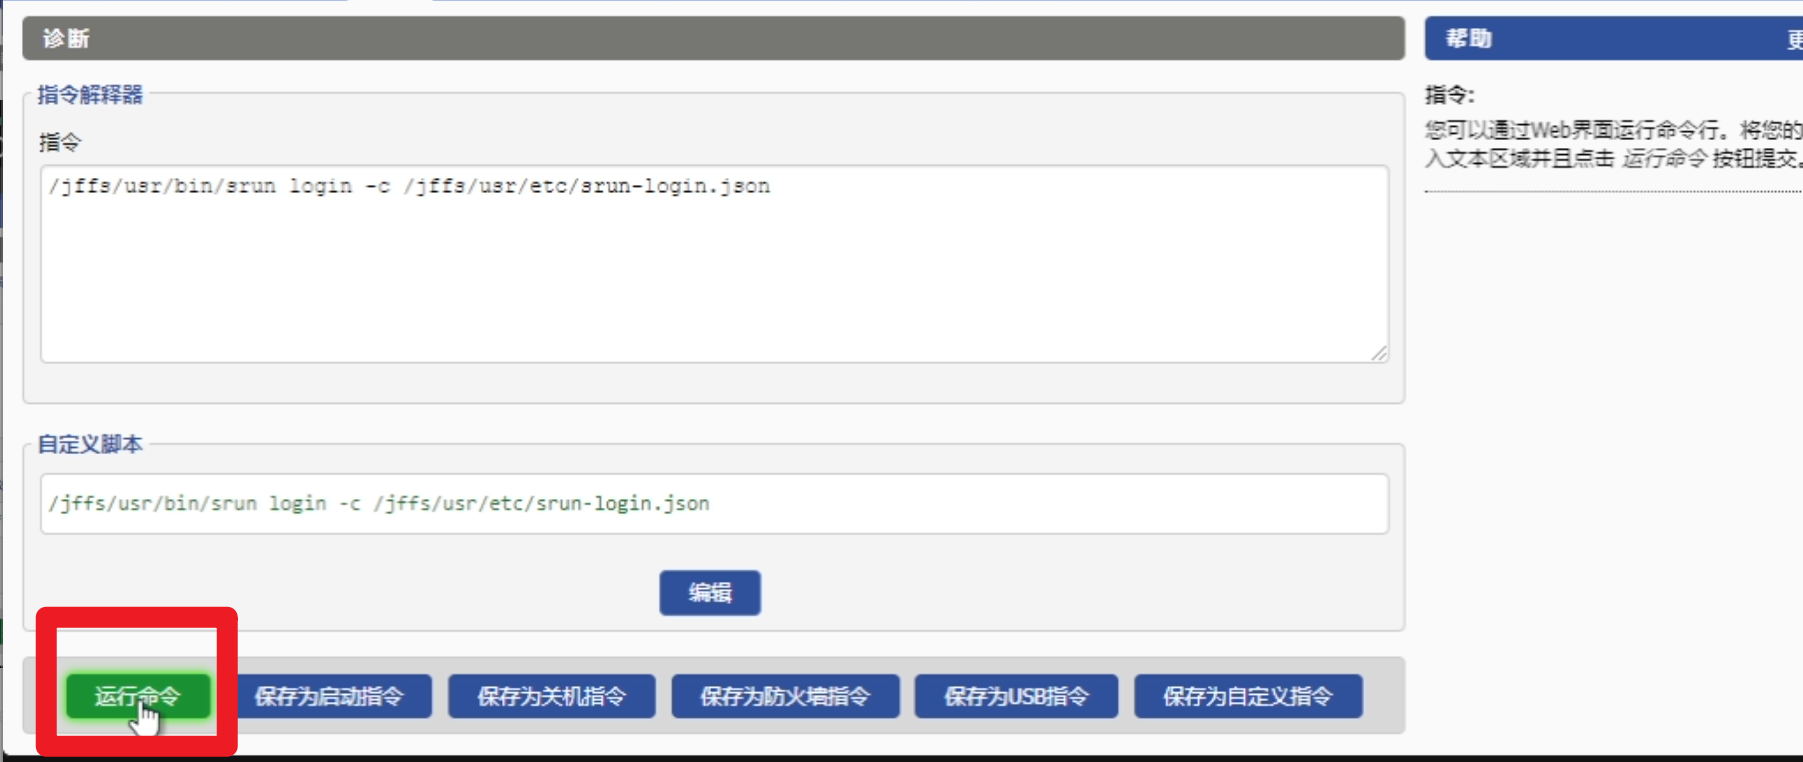 诊断
指令解释器
指令
/jffs/usr/bin/srun login -c /jffs/usr/etc/srun-login.json
自定义脚本
/jffs/usr/bin/srun login -c /jffs/usr/etc/srun-login.json
编辑
运行命令
保存为启动指令
保存为关机指令
保存为防火墙指令
保存为USB指令
保存为自定义指令
帮助
更
指令:
您可以通过Web界面运行命令行。将您的
入文本区域并且点击 运行命令 按钮提交。